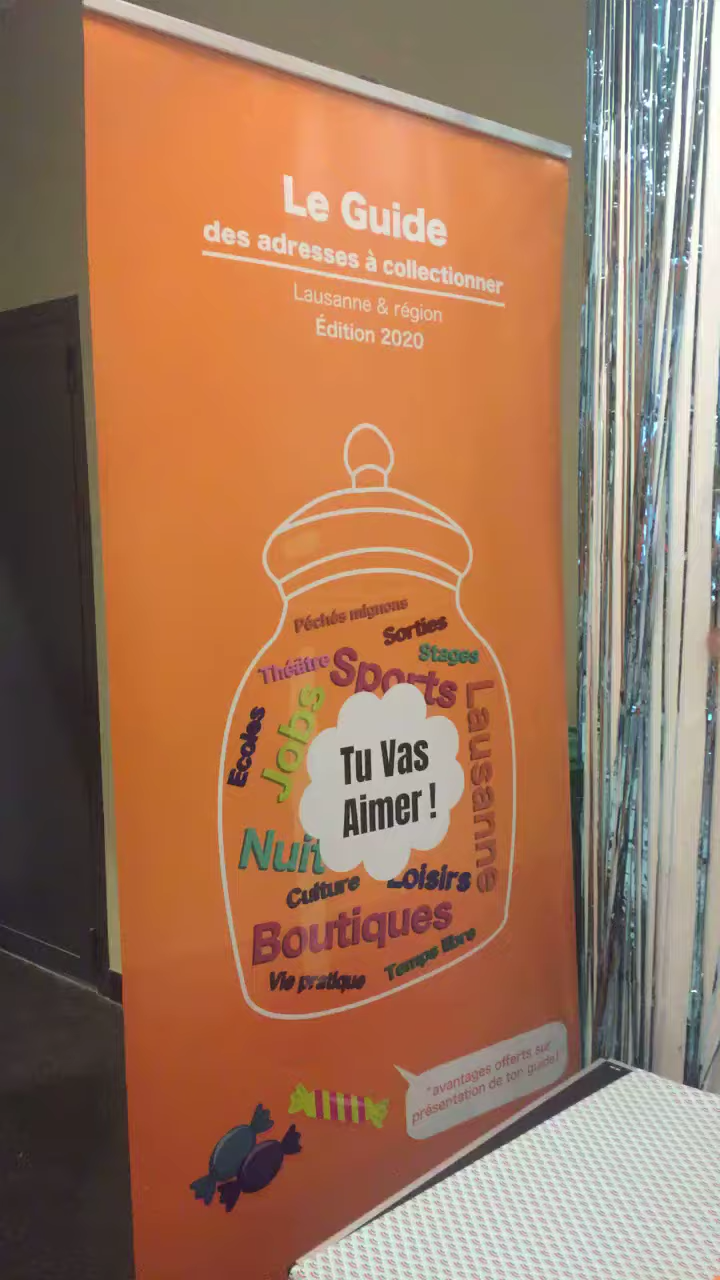 Le Guide
des adresses à collectionner
Lausanne & région
Édition 2020
Péchés mignons
Sorties
Stages
Théâtre
Sports
Jobs
Ecoles
Lausanne
Tu Vas
Aimer !
Nuit
Culture
Loisirs
Boutiques
Temps libre
Vie pratique
*avantages offerts sur
présentation de ton guide!